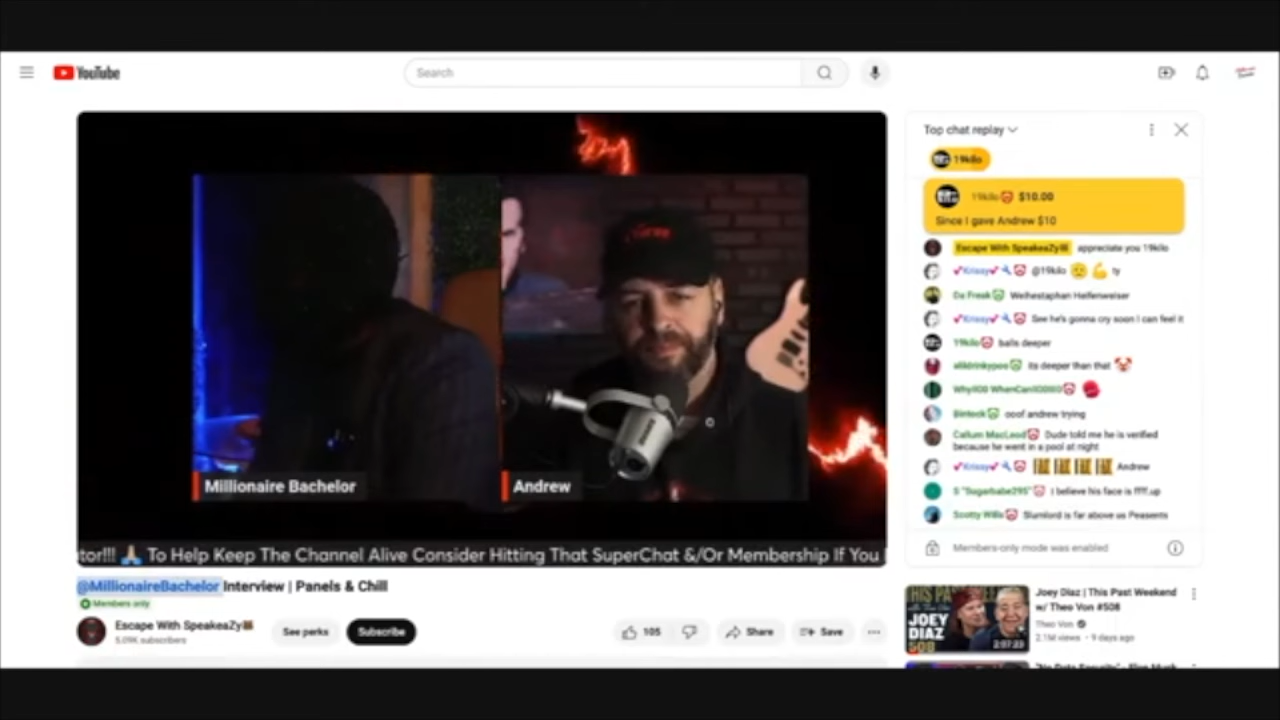 YouTube
Search
Top chat replay
19kilo
19kilo $10.00
Since I gave Andrew $10
Escape With SpeakeaZy appreciate you 19kilo
Krissy @19kilo ty
Da Freak Weihestaphan Heifenweiser
Krissy See he's gonna cry soon I can feel it
19kilo balls deeper
its deeper than that
Bintock ooof andrew trying
Callum MacLeod Dude told me he is verified
because he went in a pool at night
Krissy Andrew
S "Sugarbabe295" I believe his face is ffff.up
Scotty Willis Slumlord is far above us Peasents
Members-only mode was enabled
Millionaire Bachelor
Andrew
tor!!! 🙏 To Help Keep The Channel Alive Consider Hitting That SuperChat &/Or Membership If You
@MillionaireBachelor Interview | Panels & Chill
Members only
Escape With SpeakeaZy
5.09K subscribers
See perks
Subscribe
105
Share
Save
THIS PAST
JOEY
DIAZ
508
2:07:23
Joey Diaz | This Past Weekend
w/ Theo Von #508
Theo Von
2.1M views • 9 days ago